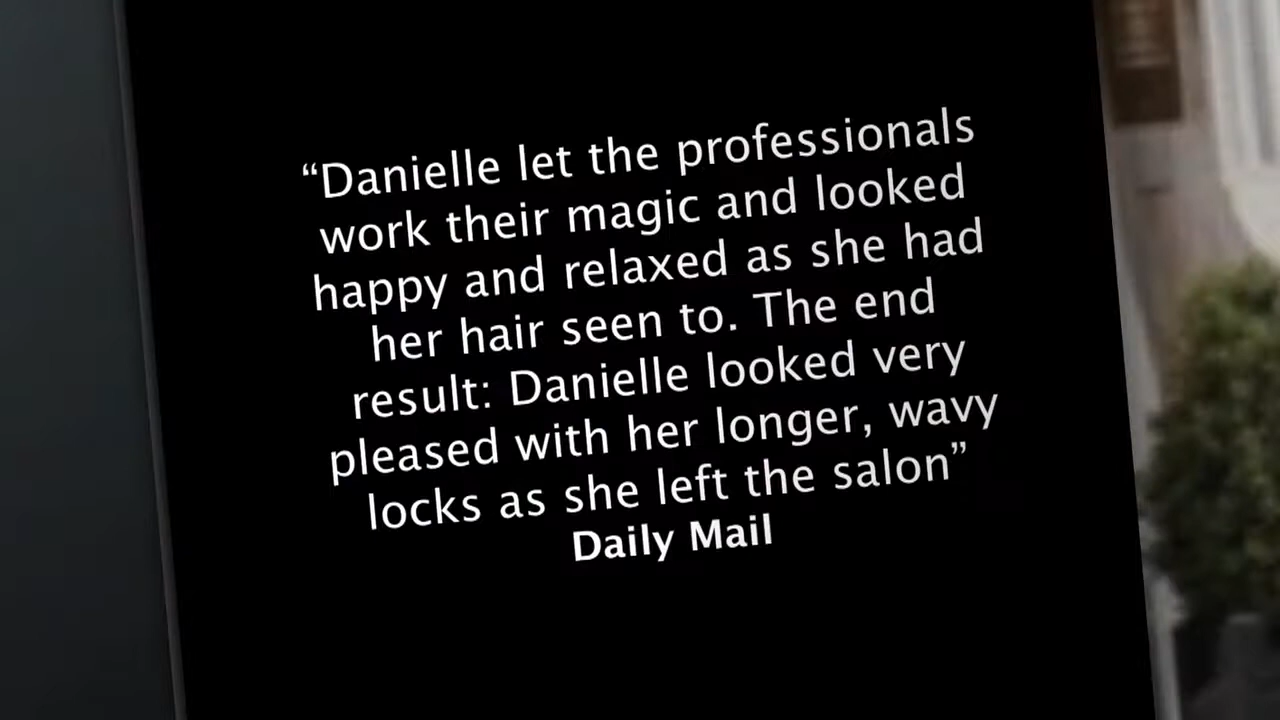 “Danielle let the professionals
work their magic and looked
happy and relaxed as she had
her hair seen to. The end
result: Danielle looked very
pleased with her longer, wavy
locks as she left the salon”
Daily Mail